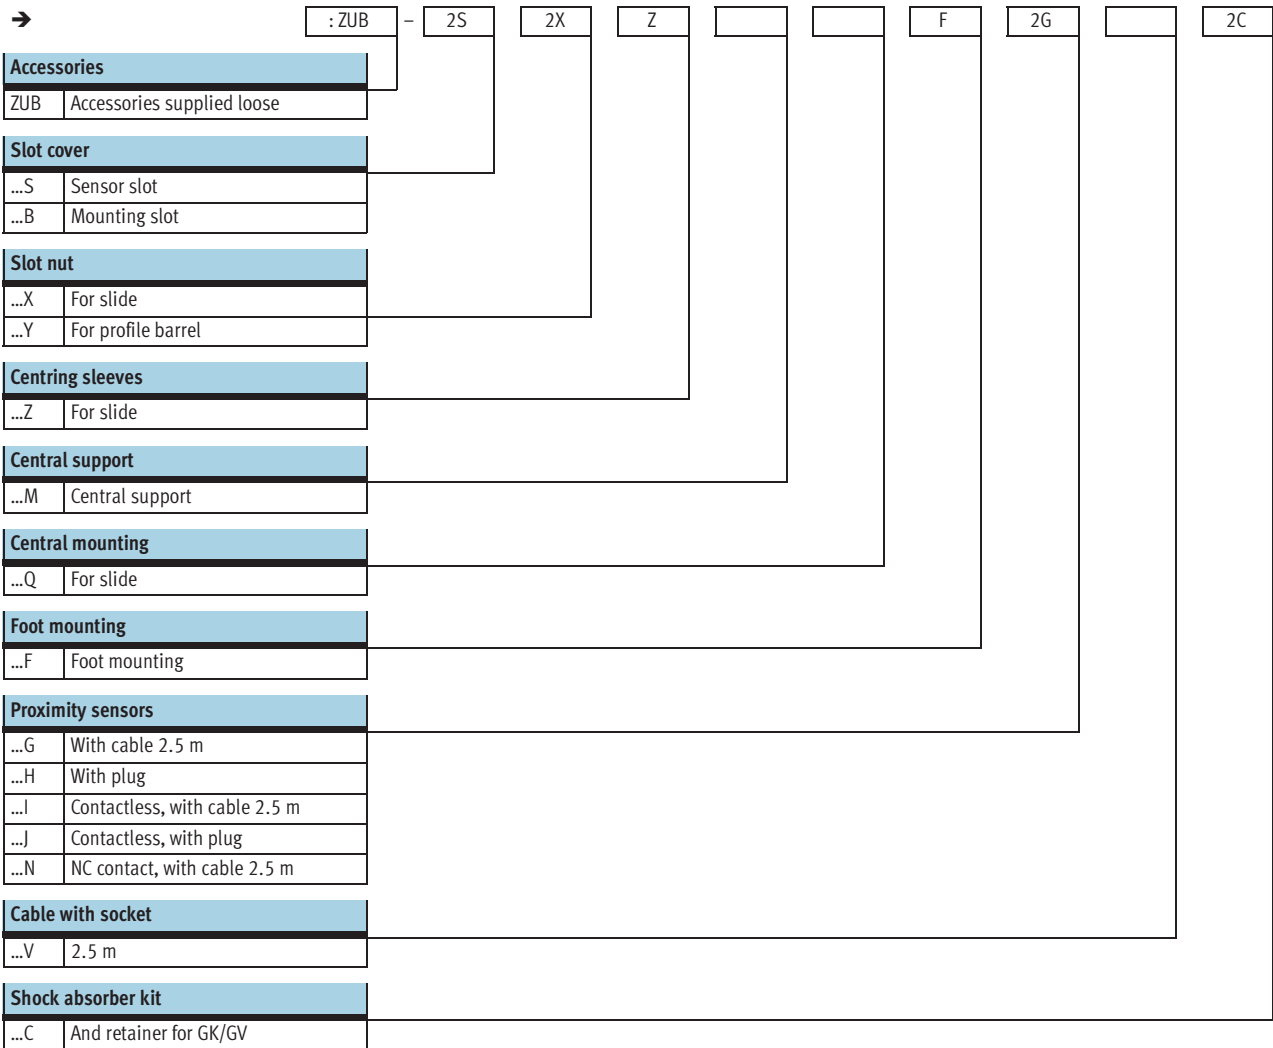 ➔ : ZUB – 2S 2X Z F 2G 2C
Accessories
ZUB Accessories supplied loose
Slot cover
...S Sensor slot
...B Mounting slot
Slot nut
...X For slide
...Y For profile barrel
Centring sleeves
...Z For slide
Central support
...M Central support
Central mounting
...Q For slide
Foot mounting
...F Foot mounting
Proximity sensors
...G With cable 2.5 m
...H With plug
...I Contactless, with cable 2.5 m
...J Contactless, with plug
...N NC contact, with cable 2.5 m
Cable with socket
...V 2.5 m
Shock absorber kit
...C And retainer for GK/GV